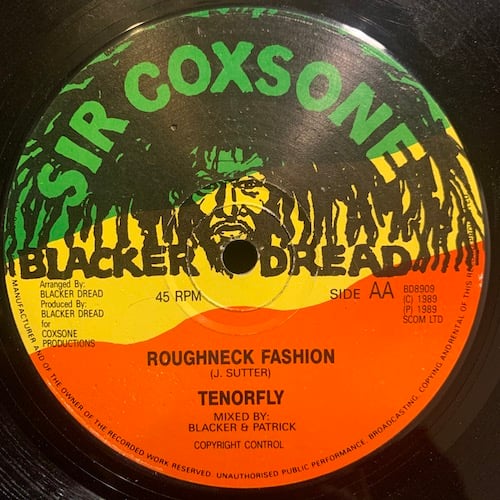 SIR COXSONE
BLACKER DREAD
Arranged By:
BLACKER DREAD
Produced By:
BLACKER DREAD
for
COXSONE
PRODUCTIONS
45 RPM
SIDE AA
BD8909
(C) 1989
(P) 1989
SCOM LTD
ROUGHNECK FASHION
(J. SUTTER)
TENORFLY
MIXED BY:
BLACKER & PATRICK
COPYRIGHT CONTROL
MANUFACTURER AND OF THE OWNER OF THE RECORDED WORK RESERVED. UNAUTHORISED PUBLIC PERFORMANCE. BROADCASTING. COPYING AND RENTAL OF THIS